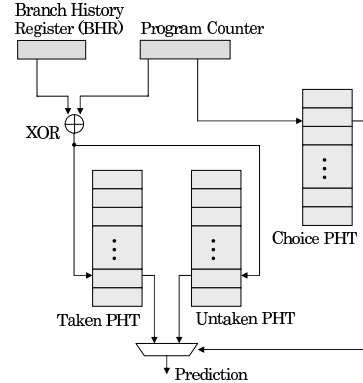 Branch History
Register (BHR)
Program Counter
XOR
Choice PHT
Taken PHT
Untaken PHT
Prediction